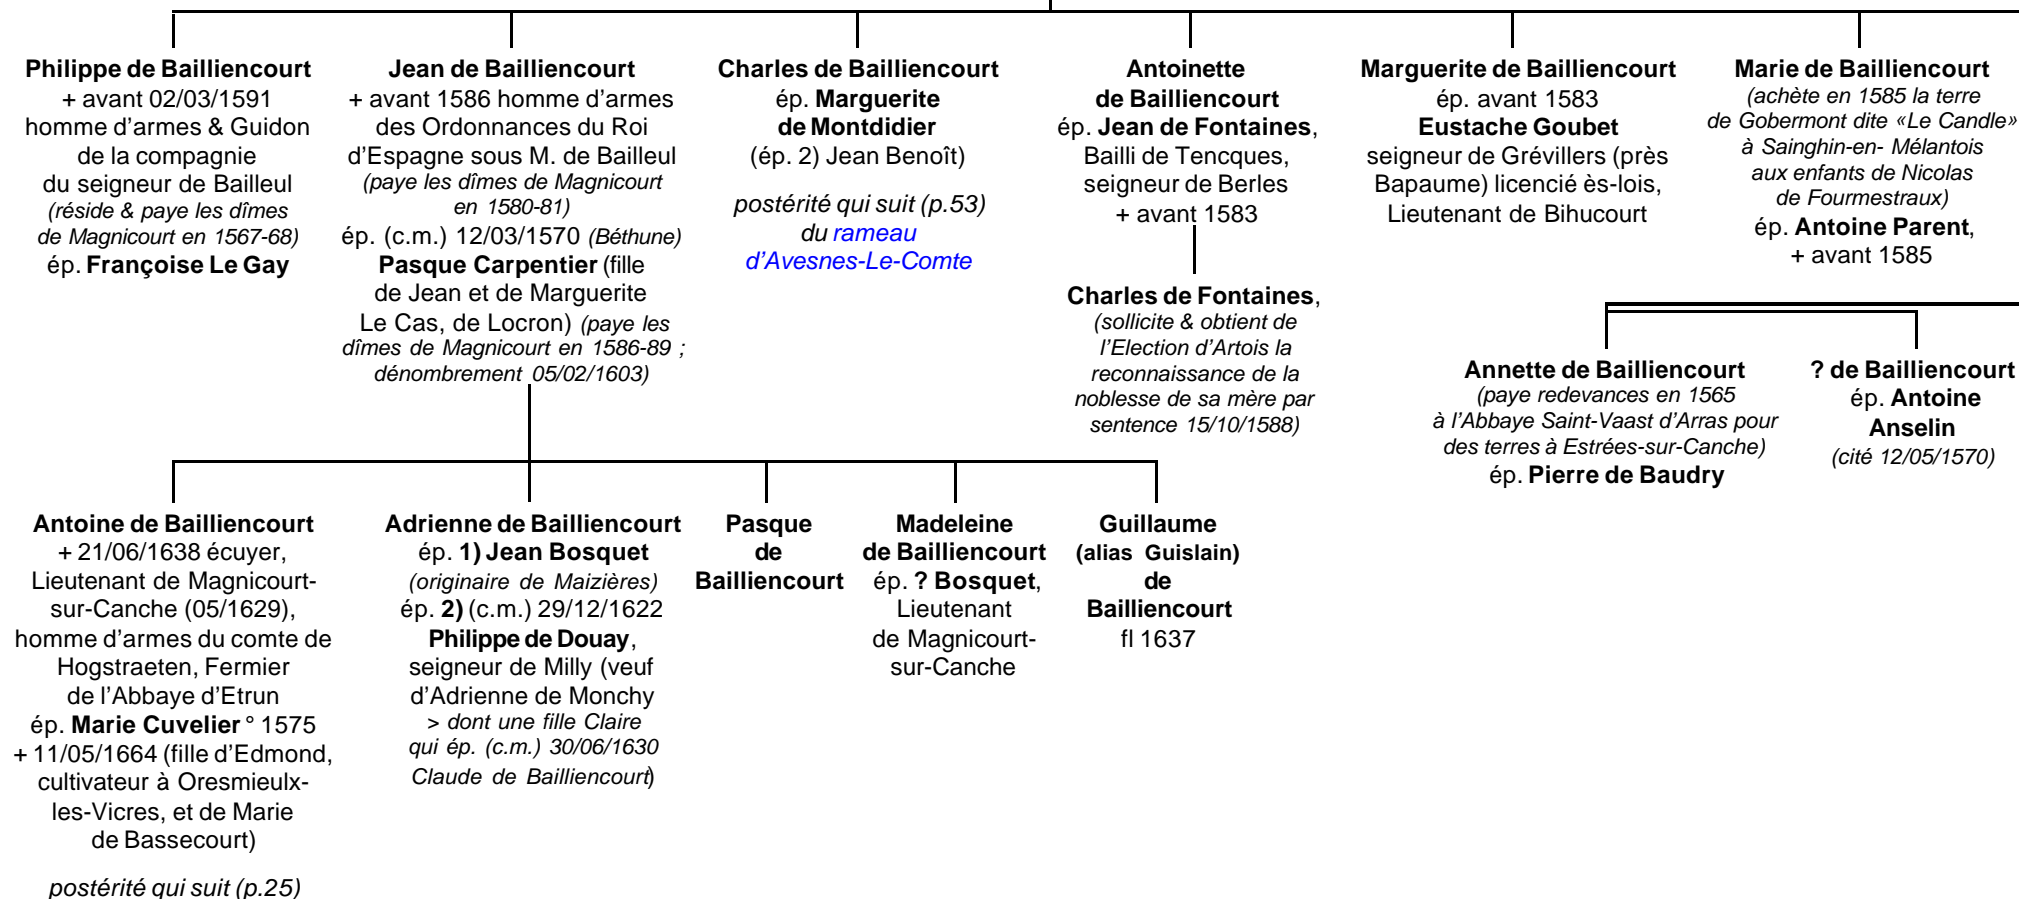 Philippe de Bailliencourt
+ avant 02/03/1591
homme d'armes & Guidon
de la compagnie
du seigneur de Bailleul
(réside & paye les dîmes
de Magnicourt en 1567-68)
ép. Françoise Le Gay
Jean de Bailliencourt
+ avant 1586 homme d'armes
des Ordonnances du Roi
d'Espagne sous M. de Bailleul
(paye les dîmes de Magnicourt
en 1580-81)
ép. (c.m.) 12/03/1570 (Béthune)
Pasque Carpentier (fille
de Jean et de Marguerite
Le Cas, de Locron) (paye les
dîmes de Magnicourt en 1586-89 ;
dénombrement 05/02/1603)
Charles de Bailliencourt
ép. Marguerite
de Montdidier
(ép. 2) Jean Benoît)
postérité qui suit (p.53)
du rameau
d'Avesnes-Le-Comte
Antoinette
de Bailliencourt
ép. Jean de Fontaines,
Bailli de Tencques,
seigneur de Berles
+ avant 1583
Charles de Fontaines,
(sollicite & obtient de
l'Election d'Artois la
reconnaissance de la
noblesse de sa mère par
sentence 15/10/1588)
Marguerite de Bailliencourt
ép. avant 1583
Eustache Goubet
seigneur de Grévillers (près
Bapaume) licencié ès-lois,
Lieutenant de Bihucourt
Marie de Bailliencourt
(achète en 1585 la terre
de Gobermont dite «Le Candle»
à Sainghin-en- Mélantois
aux enfants de Nicolas
de Fourmestraux)
ép. Antoine Parent,
+ avant 1585
Annette de Bailliencourt
(paye redevances en 1565
à l'Abbaye Saint-Vaast d'Arras pour
des terres à Estrées-sur-Canche)
ép. Pierre de Baudry
? de Bailliencourt
ép. Antoine
Anselin
(cité 12/05/1570)
Antoine de Bailliencourt
+ 21/06/1638 écuyer,
Lieutenant de Magnicourt-
sur-Canche (05/1629),
homme d'armes du comte de
Hogstraeten, Fermier
de l'Abbaye d'Etrun
ép. Marie Cuvelier ° 1575
+ 11/05/1664 (fille d'Edmond,
cultivateur à Oresmieulx-
les-Vicres, et de Marie
de Bassecourt)
postérité qui suit (p.25)
Adrienne de Bailliencourt
ép. 1) Jean Bosquet
(originaire de Maizières)
ép. 2) (c.m.) 29/12/1622
Philippe de Douay,
seigneur de Milly (veuf
d'Adrienne de Monchy
> dont une fille Claire
qui ép. (c.m.) 30/06/1630
Claude de Bailliencourt)
Pasque
de
Bailliencourt
Madeleine
de Bailliencourt
ép. ? Bosquet,
Lieutenant
de Magnicourt-
sur-Canche
Guillaume
(alias Guislain)
de
Bailliencourt
fl 1637